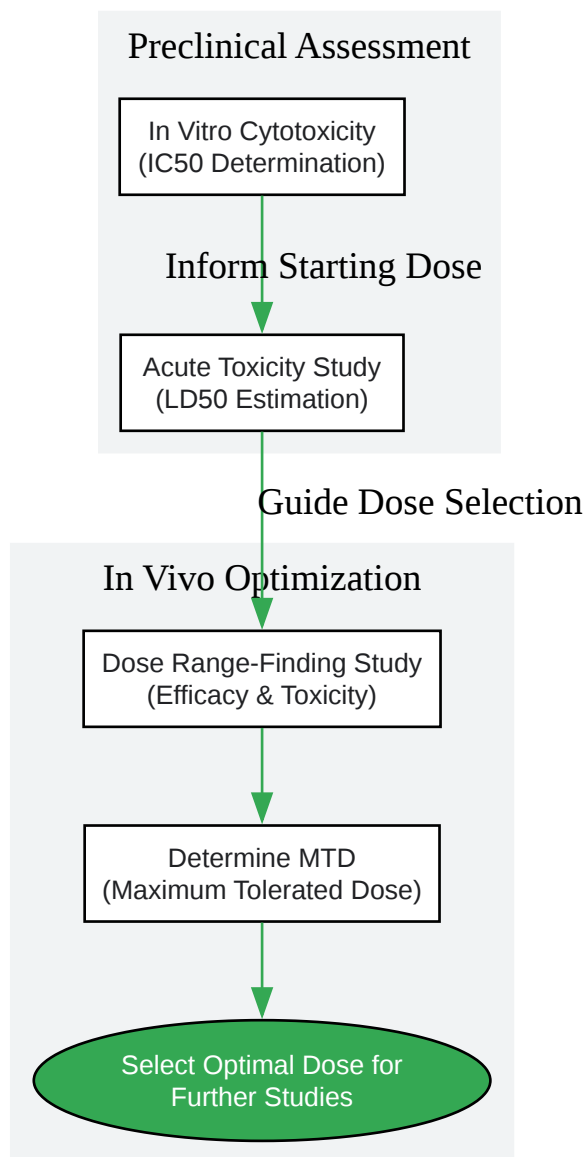 Preclinical Assessment
In Vitro Cytotoxicity
(IC50 Determination)
Inform Starting Dose
Acute Toxicity Study
(LD50 Estimation)
Guide Dose Selection
In Vivo Optimization
Dose Range-Finding Study
(Efficacy & Toxicity)
Determine MTD
(Maximum Tolerated Dose)
Select Optimal Dose for
Further Studies